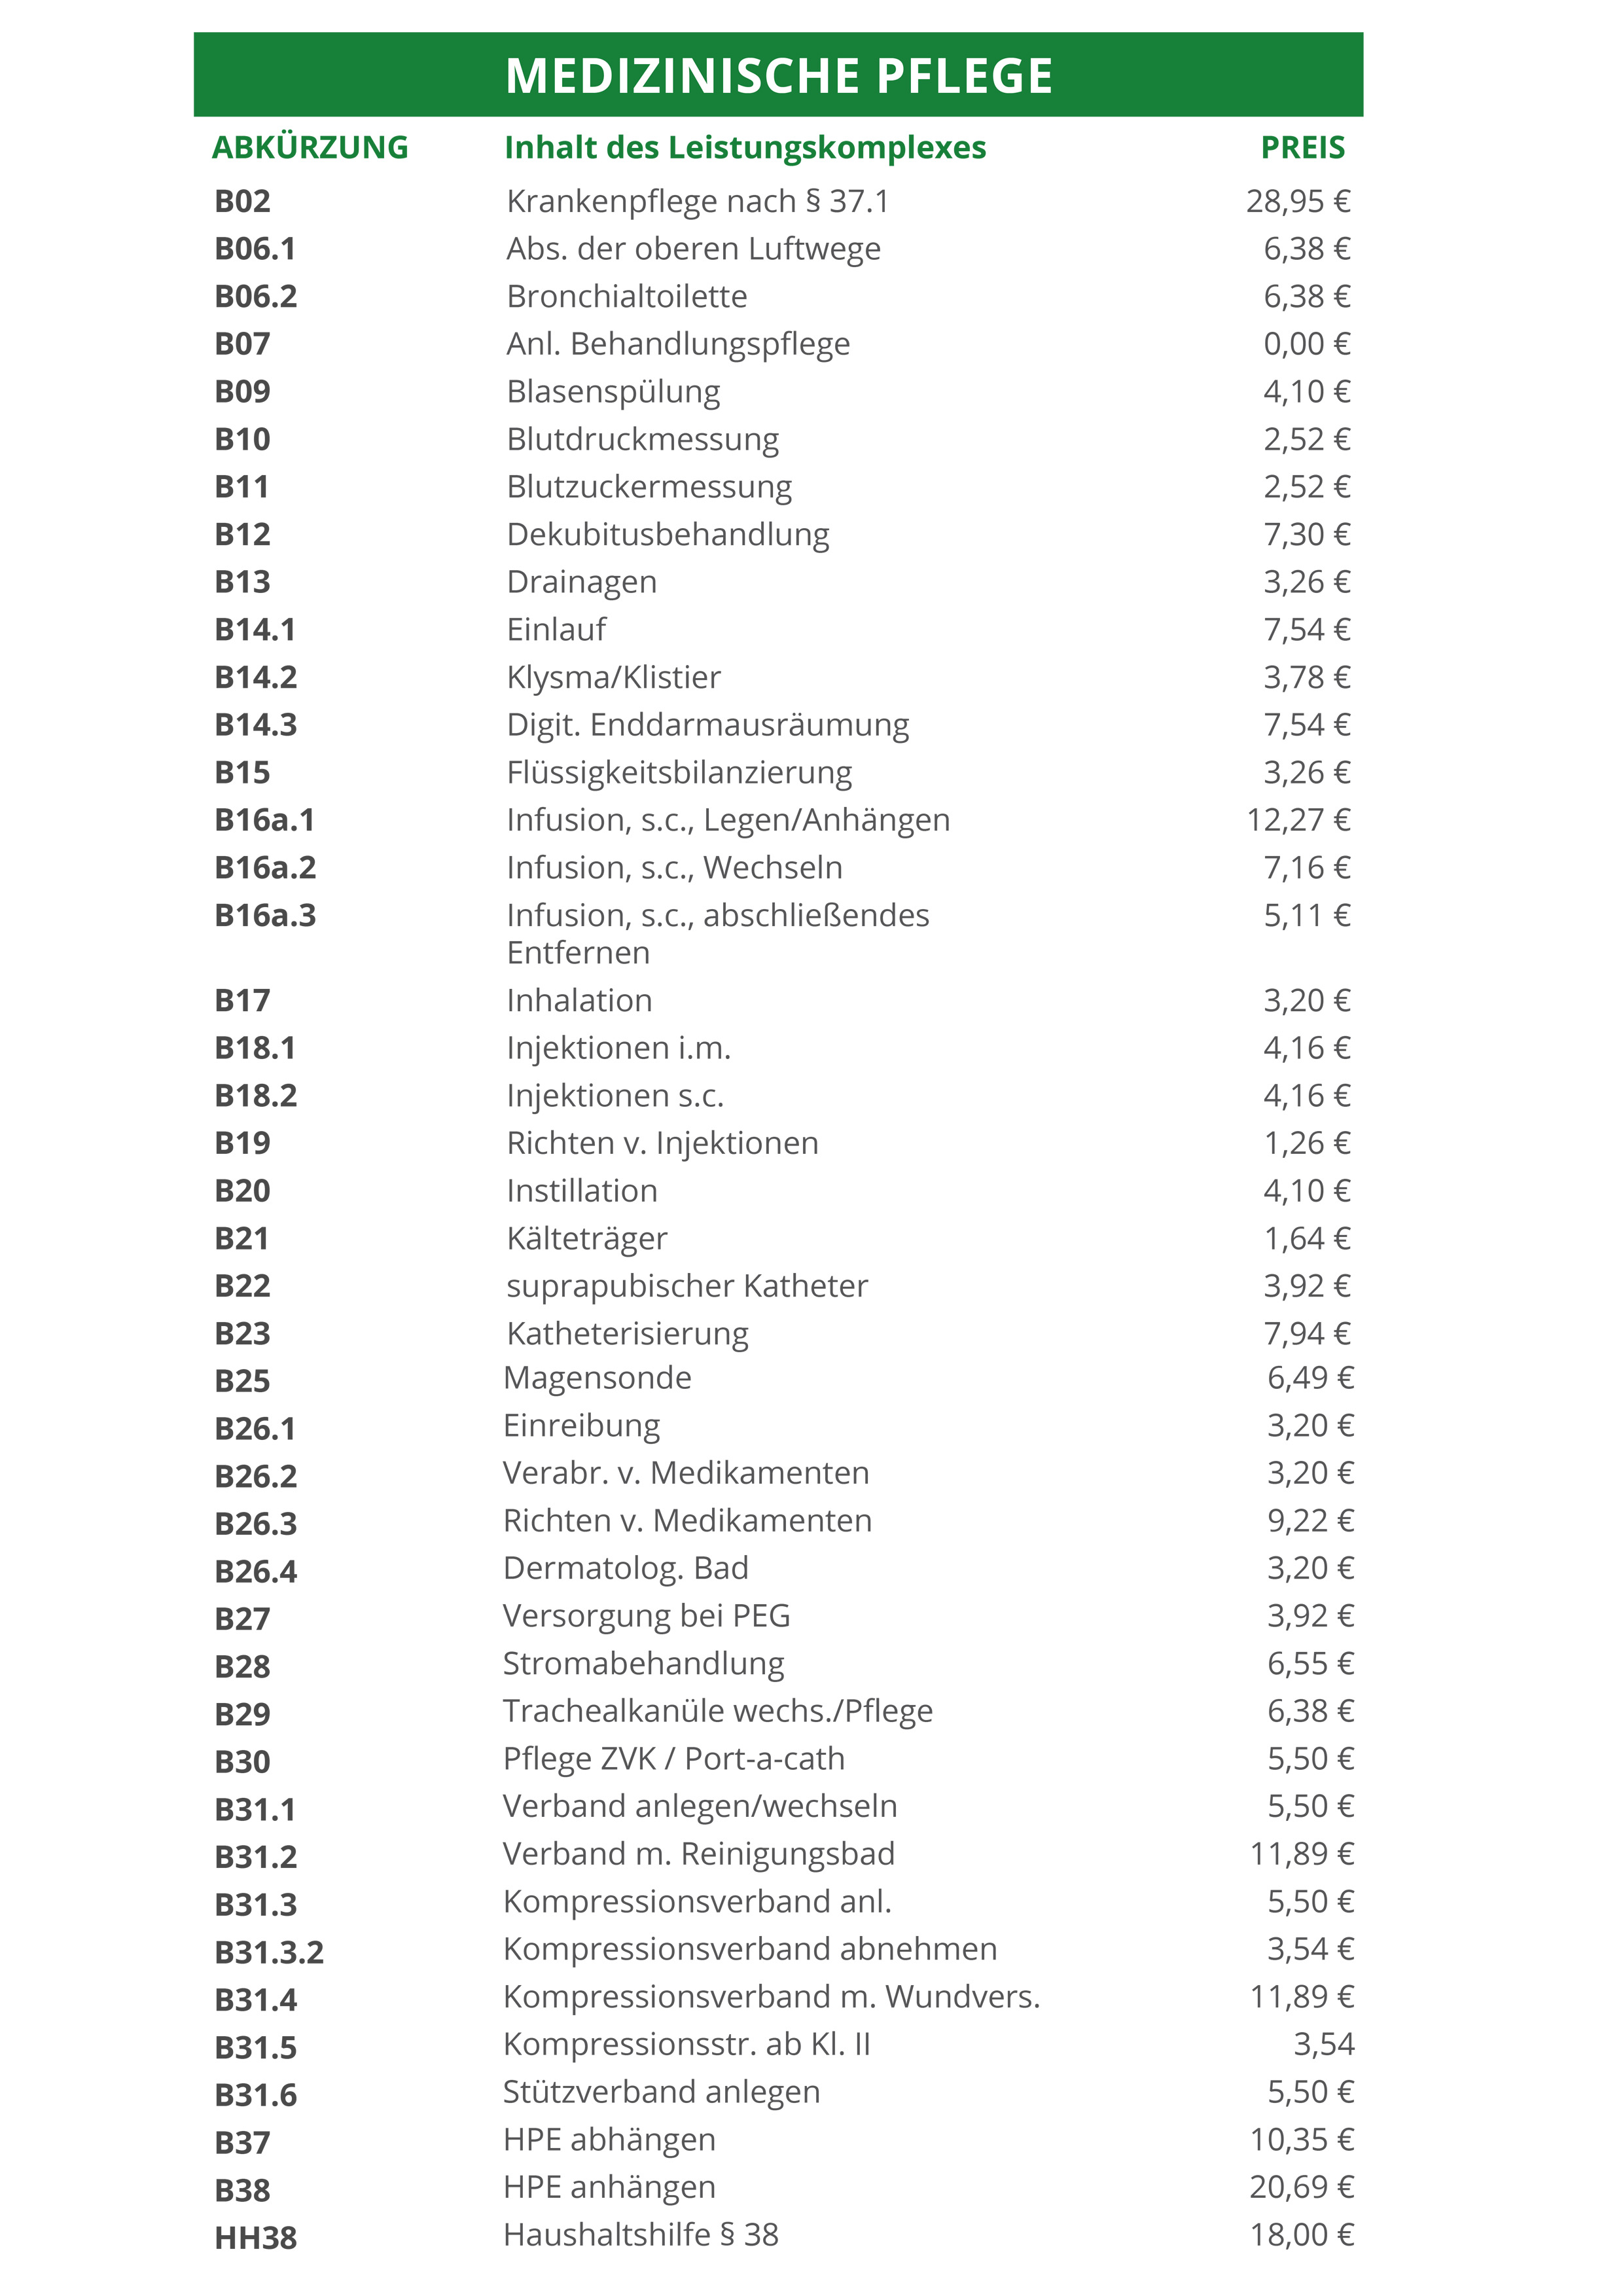 MEDIZINISCHE PFLEGE
ABKÜRZUNG Inhalt des Leistungskomplexes PREIS
B02 Krankenpflege nach § 37.1 28,95 €
B06.1 Abs. der oberen Luftwege 6,38 €
B06.2 Bronchialtoilette 6,38 €
B07 Anl. Behandlungspflege 0,00 €
B09 Blasenspülung 4,10 €
B10 Blutdruckmessung 2,52 €
B11 Blutzuckermessung 2,52 €
B12 Dekubitusbehandlung 7,30 €
B13 Drainagen 3,26 €
B14.1 Einlauf 7,54 €
B14.2 Klysma/Klistier 3,78 €
B14.3 Digit. Enddarmausräumung 7,54 €
B15 Flüssigkeitsbilanzierung 3,26 €
B16a.1 Infusion, s.c., Legen/Anhängen 12,27 €
B16a.2 Infusion, s.c., Wechseln 7,16 €
B16a.3 Infusion, s.c., abschließendes 5,11 €
Entfernen
B17 Inhalation 3,20 €
B18.1 Injektionen i.m. 4,16 €
B18.2 Injektionen s.c. 4,16 €
B19 Richten v. Injektionen 1,26 €
B20 Instillation 4,10 €
B21 Kälteträger 1,64 €
B22 suprapubischer Katheter 3,92 €
B23 Katheterisierung 7,94 €
B25 Magensonde 6,49 €
B26.1 Einreibung 3,20 €
B26.2 Verabr. v. Medikamenten 3,20 €
B26.3 Richten v. Medikamenten 9,22 €
B26.4 Dermatolog. Bad 3,20 €
B27 Versorgung bei PEG 3,92 €
B28 Stromabehandlung 6,55 €
B29 Trachealkanüle wechs./Pflege 6,38 €
B30 Pflege ZVK / Port-a-cath 5,50 €
B31.1 Verband anlegen/wechseln 5,50 €
B31.2 Verband m. Reinigungsbad 11,89 €
B31.3 Kompressionsverband anl. 5,50 €
B31.3.2 Kompressionsverband abnehmen 3,54 €
B31.4 Kompressionsverband m. Wundvers. 11,89 €
B31.5 Kompressionsstr. ab Kl. II 3,54
B31.6 Stützverband anlegen 5,50 €
B37 HPE abhängen 10,35 €
B38 HPE anhängen 20,69 €
HH38 Haushaltshilfe § 38 18,00 €